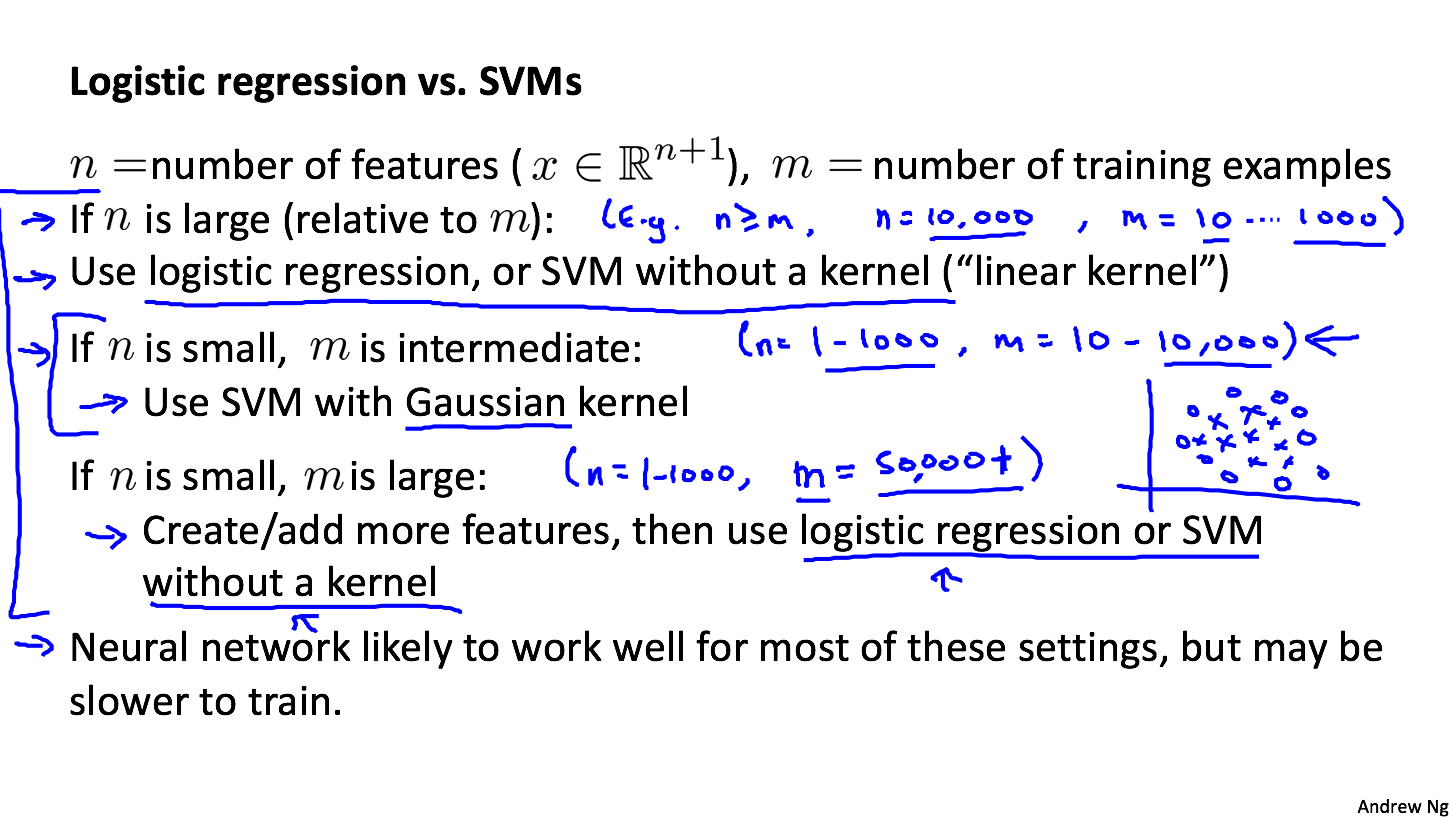 Logistic regression vs. SVMs
n = number of features ( x ∈ ℝⁿ⁺¹), m = number of training examples
→ If n is large (relative to m): (E.g. n ≥ m, n = 10,000 , m = 10 ... 1000)
→ Use logistic regression, or SVM without a kernel (“linear kernel”)
→ If n is small, m is intermediate: (n = 1 - 1000 , m = 10 - 10,000) ←
→ Use SVM with Gaussian kernel
If n is small, m is large: (n = 1-1000, m = 50,000+)
→ Create/add more features, then use logistic regression or SVM
without a kernel
→ Neural network likely to work well for most of these settings, but may be
slower to train.
Andrew Ng